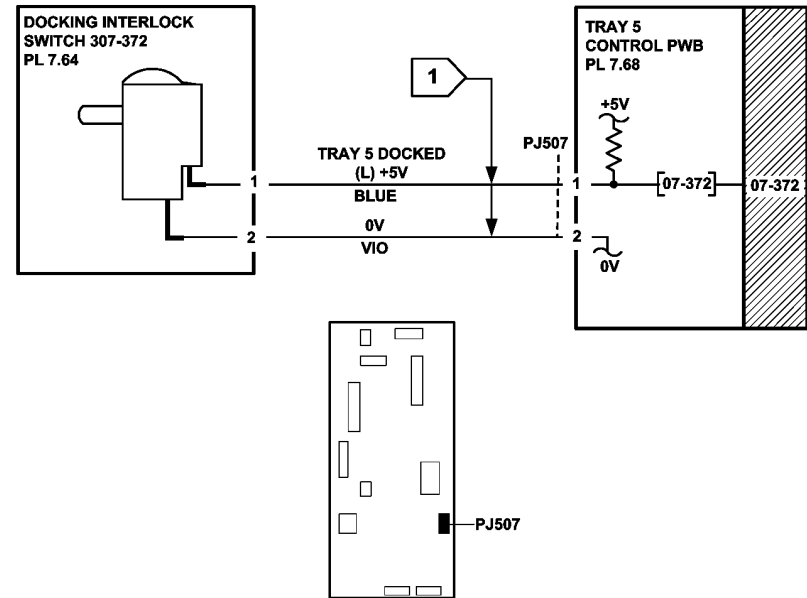 DOCKING INTERLOCK
SWITCH 307-372
PL 7.64
TRAY 5
CONTROL PWB
PL 7.68
1
+5V
PJ507
TRAY 5 DOCKED
(L) +5V
1
1
[07-372]
07-372
BLUE
0V
2
2
VIO
0V
PJ507